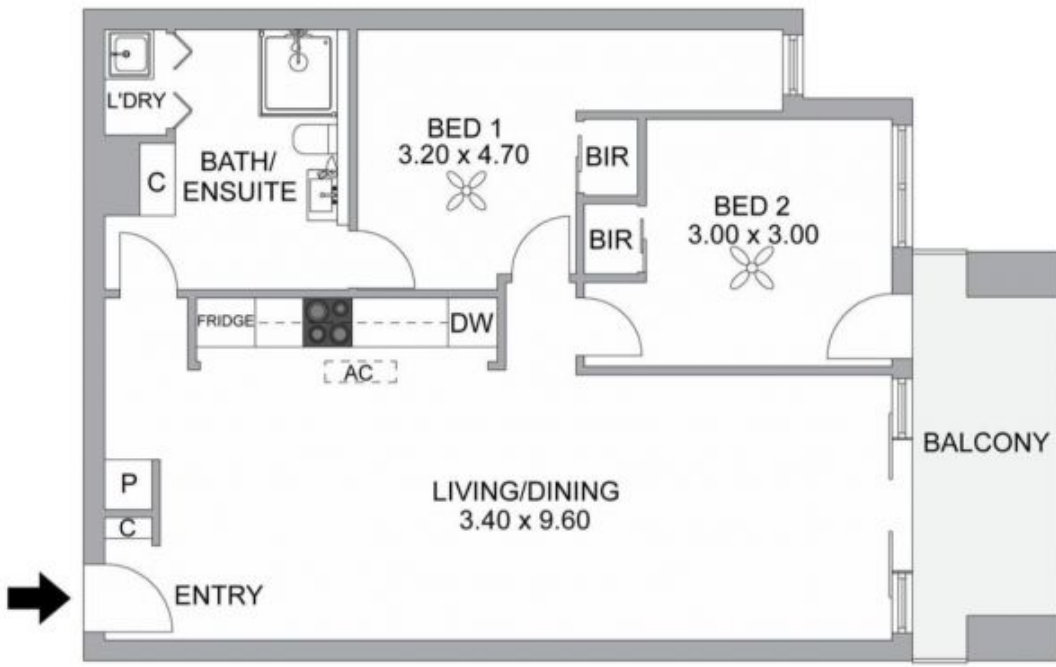 L'DRY
BATH/
ENSUITE
C
BED 1
3.20 x 4.70
BIR
BIR
BED 2
3.00 x 3.00
FRIDGE
DW
AC
BALCONY
P
C
LIVING/DINING
3.40 x 9.60
ENTRY